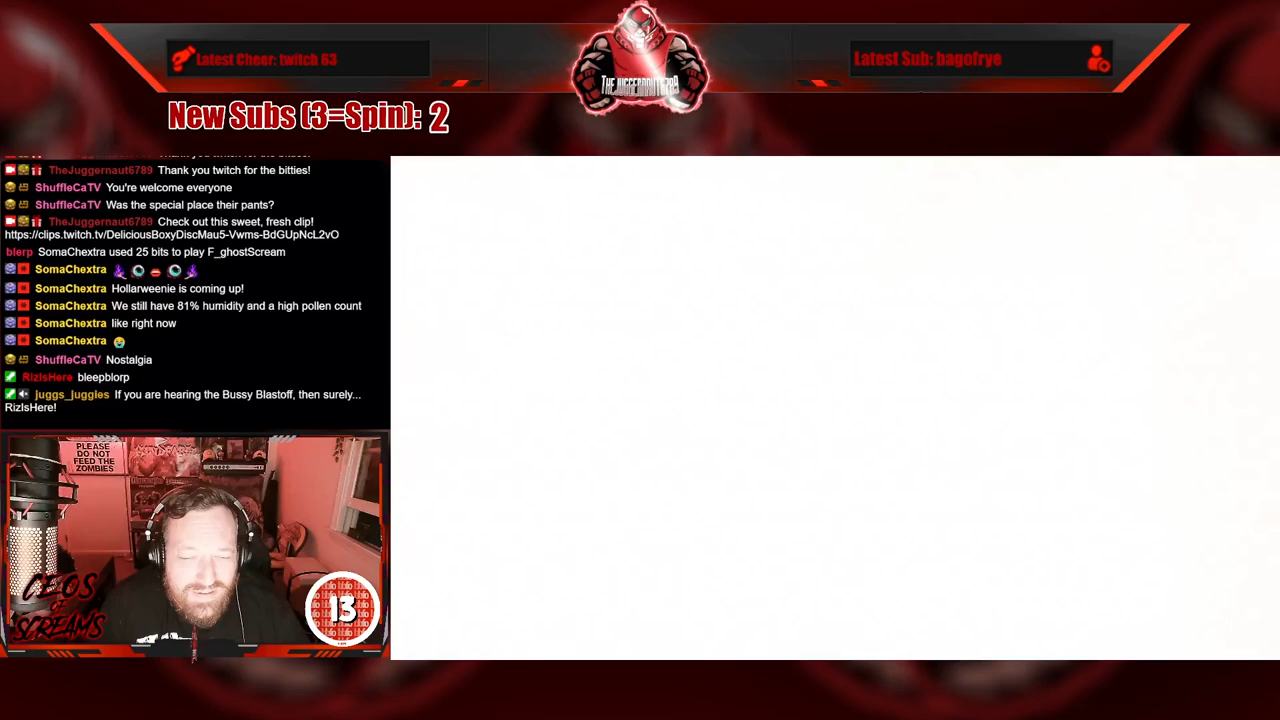 Latest Cheer: twitch 63
THEJUGGERNAUT6789
Latest Sub: bagofrye
New Subs (3=Spin): 2
TheJuggernaut6789 Thank you twitch for the bitties!
ShuffleCaTV You're welcome everyone
ShuffleCaTV Was the special place their pants?
TheJuggernaut6789 Check out this sweet, fresh clip!
https://clips.twitch.tv/DeliciousBoxyDiscMau5-Vwms-BdGUpNcL2vO
blerp SomaChextra used 25 bits to play F_ghostScream
SomaChextra
SomaChextra Hollarweenie is coming up!
SomaChextra We still have 81% humidity and a high pollen count
SomaChextra like right now
SomaChextra
ShuffleCaTV Nostalgia
RizIsHere bleepblorp
juggs_juggles If you are hearing the Bussy Blastoff, then surely...
RizIsHere!
PLEASE
DO NOT
FEED THE
ZOMBIES
CEOS
OF
SCREAMS
13